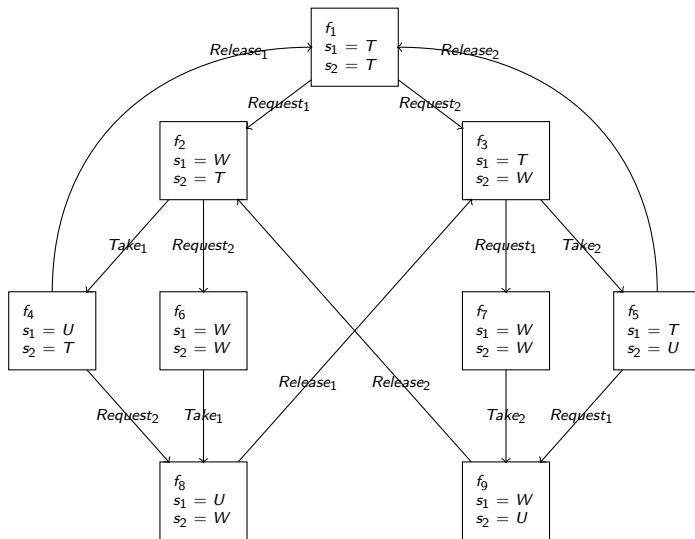 f₁
s₁ = T
s₂ = T
Release₁
Release₂
Request₁
Request₂
f₂
s₁ = W
s₂ = T
f₃
s₁ = T
s₂ = W
Take₁
Request₂
Request₁
Take₂
f₄
s₁ = U
s₂ = T
f₆
s₁ = W
s₂ = W
f₇
s₁ = W
s₂ = W
f₅
s₁ = T
s₂ = U
Release₁
Release₂
Request₂
Take₁
Take₂
Request₁
f₈
s₁ = U
s₂ = W
f₉
s₁ = W
s₂ = U